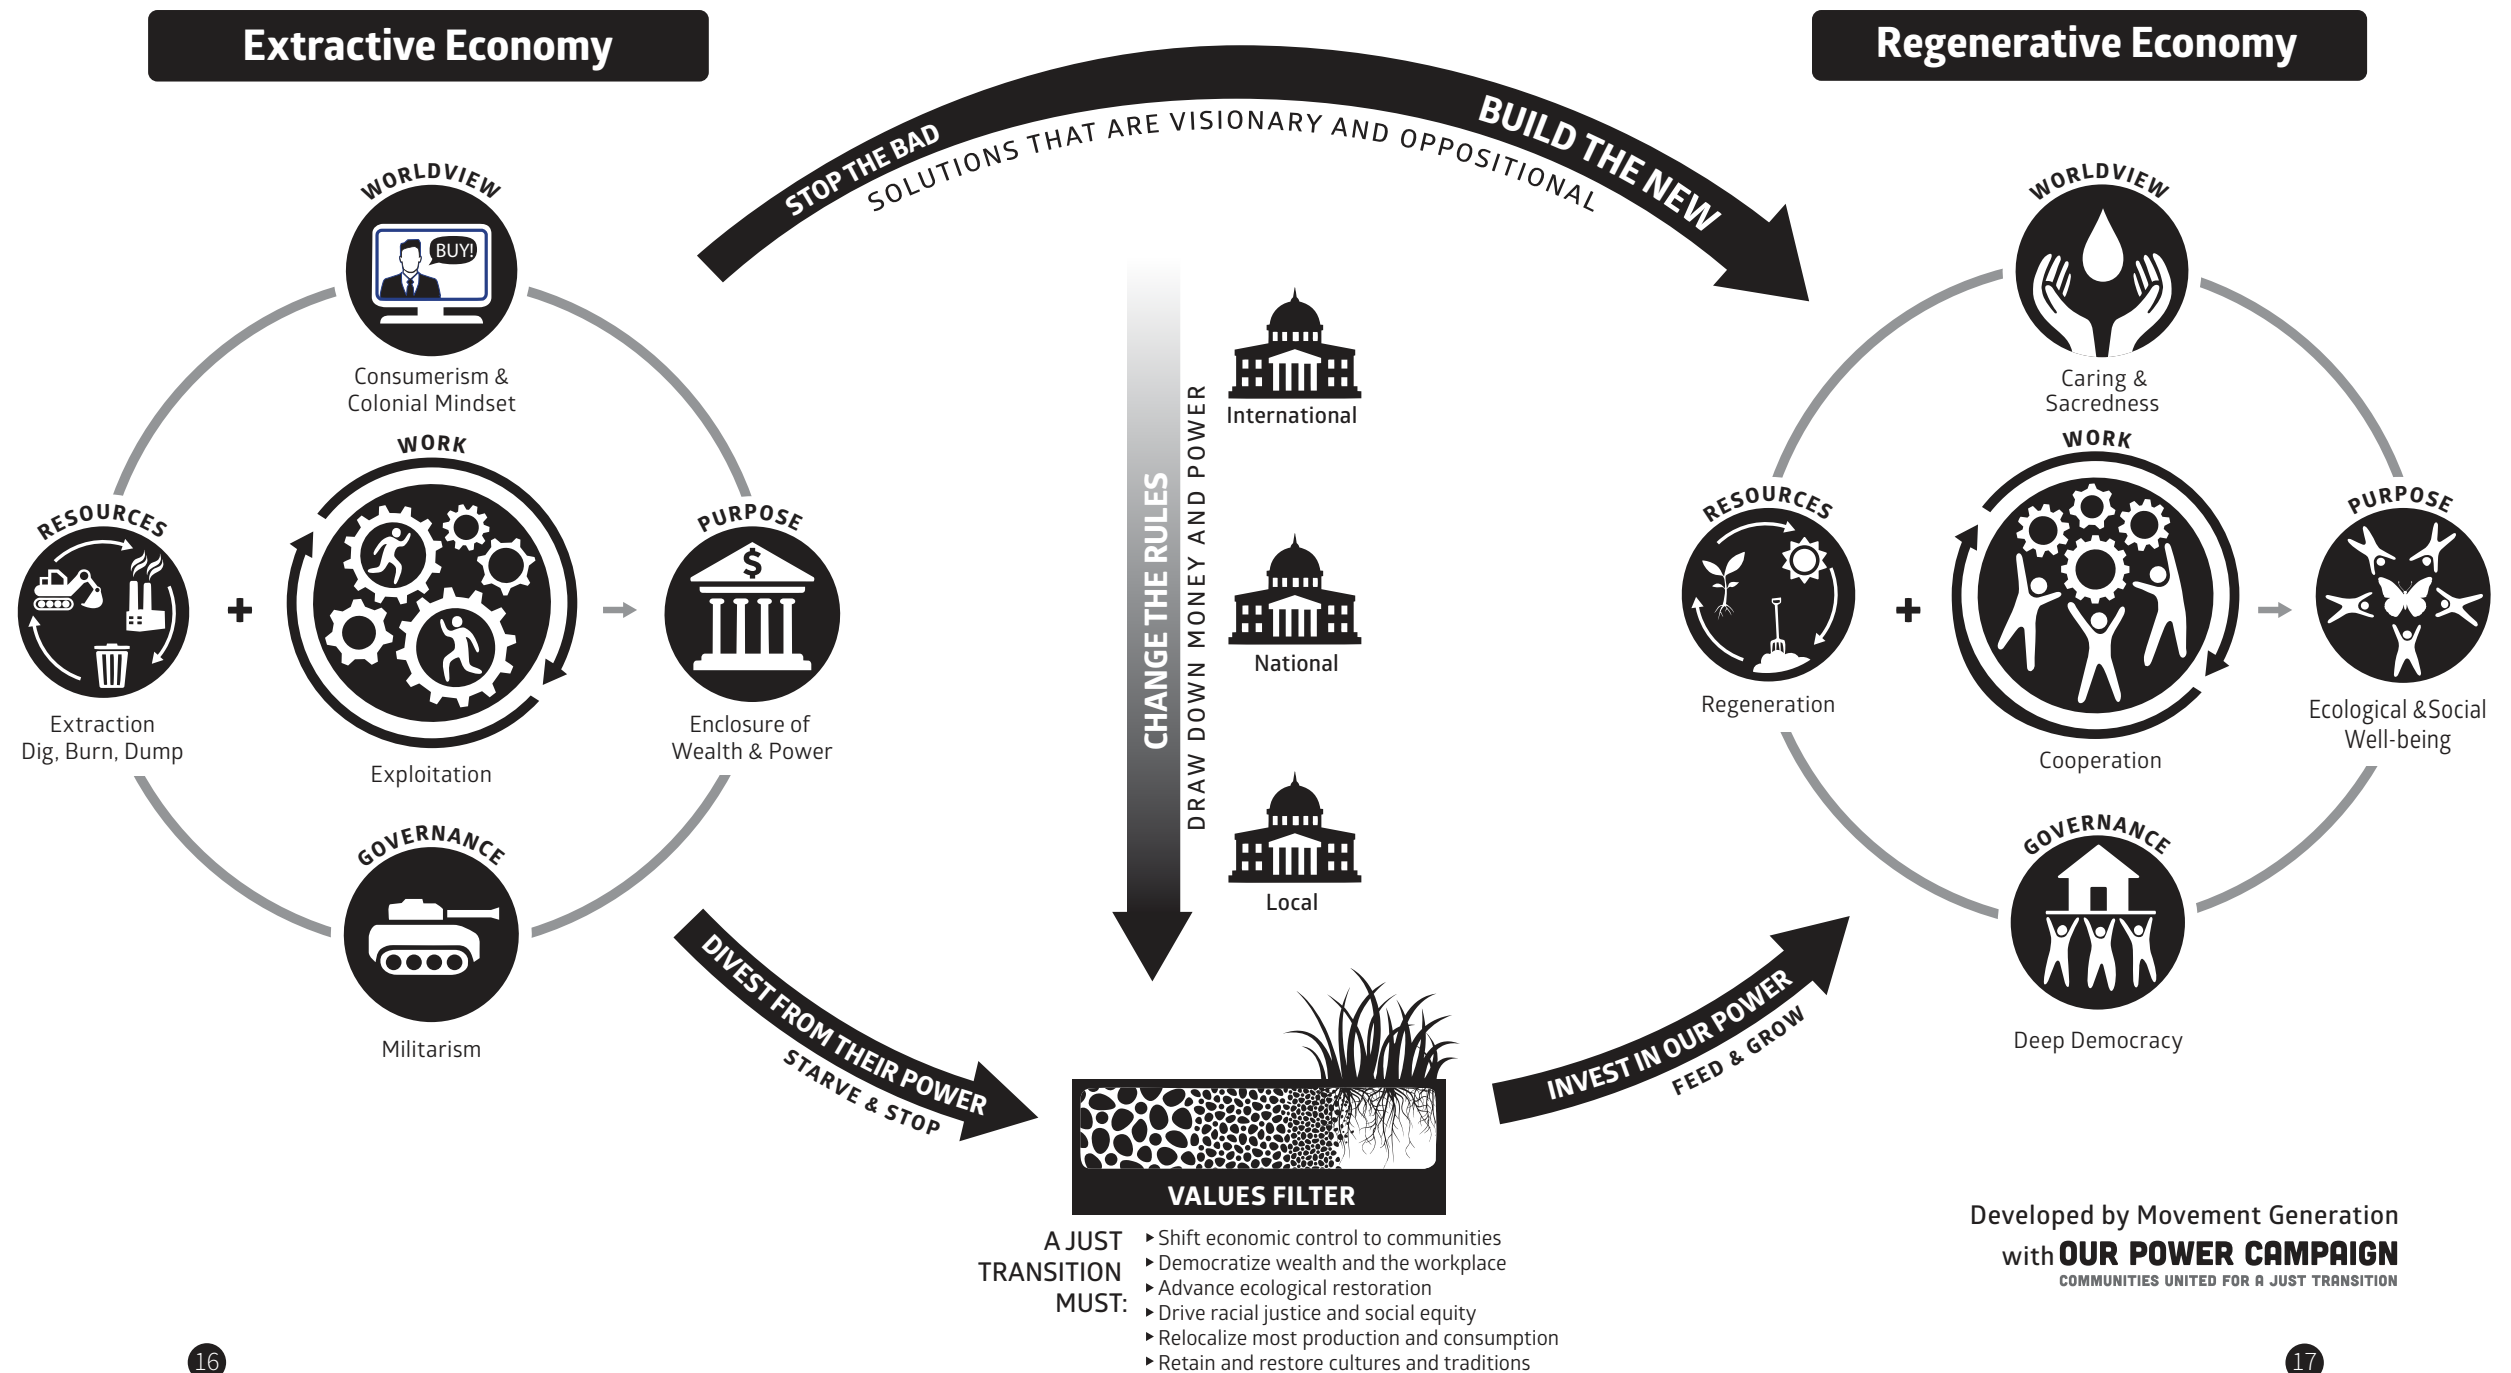 Extractive Economy
WORLDVIEW
BUY!
Consumerism &
Colonial Mindset
RESOURCES
Extraction
Dig, Burn, Dump
+
WORK
Exploitation
PURPOSE
$
Enclosure of
Wealth & Power
GOVERNANCE
Militarism
STOP THE BAD
BUILD THE NEW
SOLUTIONS THAT ARE VISIONARY AND OPPOSITIONAL
CHANGE THE RULES
DRAW DOWN MONEY AND POWER
International
National
Local
DIVEST FROM THEIR POWER
STARVE & STOP
VALUES FILTER
A JUST
TRANSITION
MUST:
‣ Shift economic control to communities
‣ Democratize wealth and the workplace
‣ Advance ecological restoration
‣ Drive racial justice and social equity
‣ Relocalize most production and consumption
‣ Retain and restore cultures and traditions
INVEST IN OUR POWER
FEED & GROW
Regenerative Economy
WORLDVIEW
Caring &
Sacredness
RESOURCES
Regeneration
+
WORK
Cooperation
PURPOSE
Ecological &Social
Well-being
GOVERNANCE
Deep Democracy
Developed by Movement Generation
with OUR POWER CAMPAIGN
COMMUNITIES UNITED FOR A JUST TRANSITION
16
17